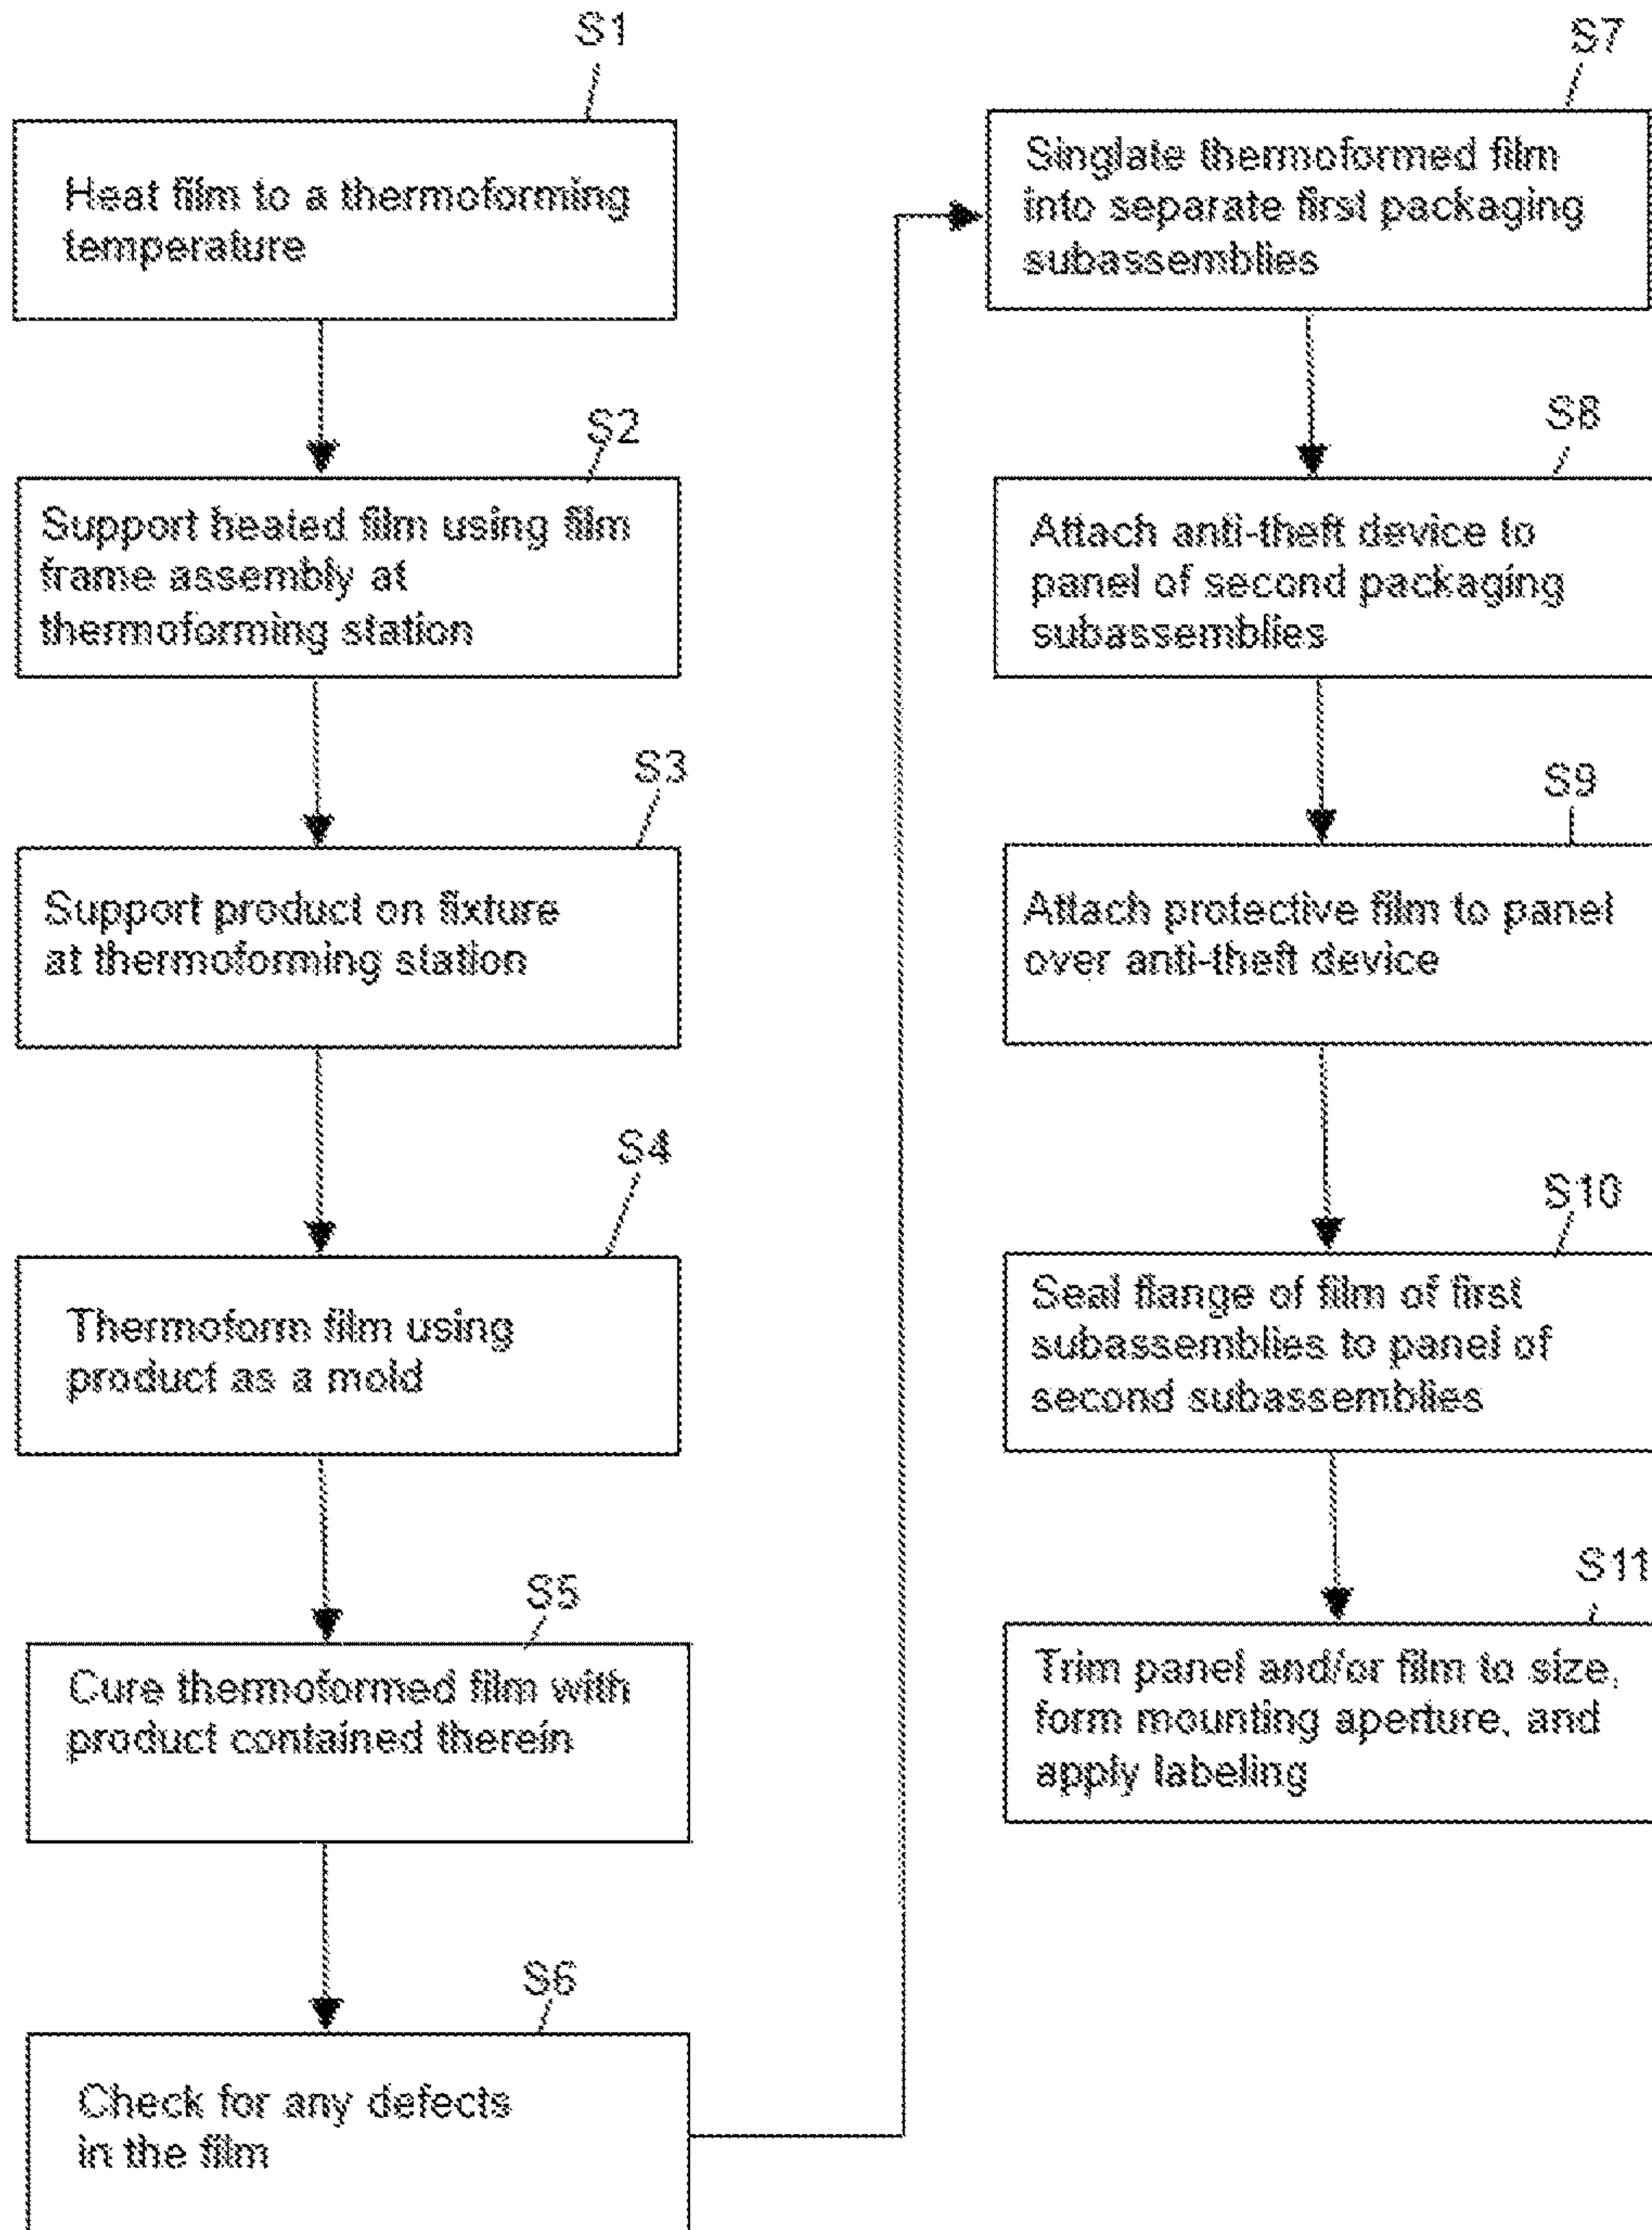 S1
Heat film to a thermoforming
temperature
S2
Support heated film using film
frame assembly at
thermoforming station
S3
Support product on fixture
at thermoforming station
S4
Thermoform film using
product as a mold
S5
Cure thermoformed film with
product contained therein
S6
Check for any defects
in the film
S7
Singlate thermoformed film
into separate first packaging
subassemblies
S8
Attach anti-theft device to
panel of second packaging
subassemblies
S9
Attach protective film to panel
over anti-theft device
S10
Seal flange of film of first
subassemblies to panel of
second subassemblies
S11
Trim panel and/or film to size,
form mounting aperture, and
apply labeling